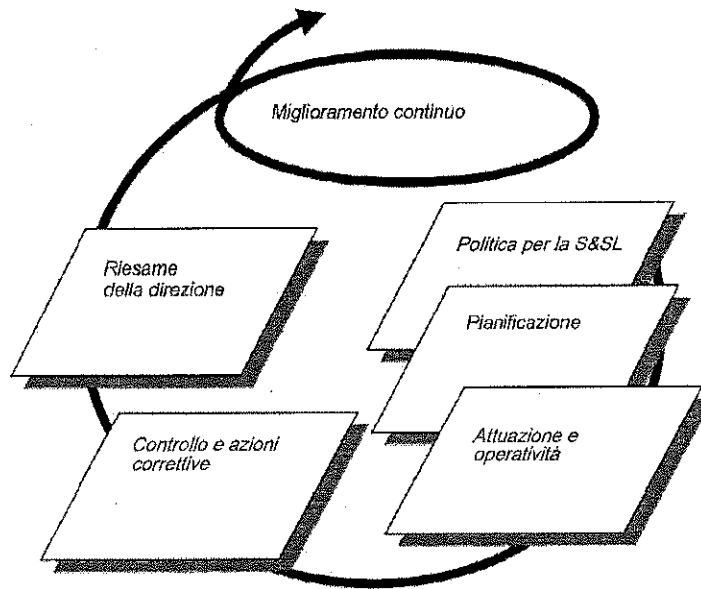 Miglioramento continuo
Politica per la S&SL
Riesame
della direzione
Pianificazione
Controllo e azioni
correttive
Attuazione e
operatività